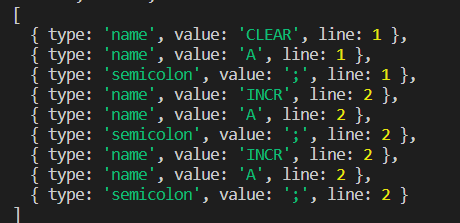 [
  { type: 'name', value: 'CLEAR', line: 1 },
  { type: 'name', value: 'A', line: 1 },
  { type: 'semicolon', value: ';', line: 1 },
  { type: 'name', value: 'INCR', line: 2 },
  { type: 'name', value: 'A', line: 2 },
  { type: 'semicolon', value: ';', line: 2 },
  { type: 'name', value: 'INCR', line: 2 },
  { type: 'name', value: 'A', line: 2 },
  { type: 'semicolon', value: ';', line: 2 }
]